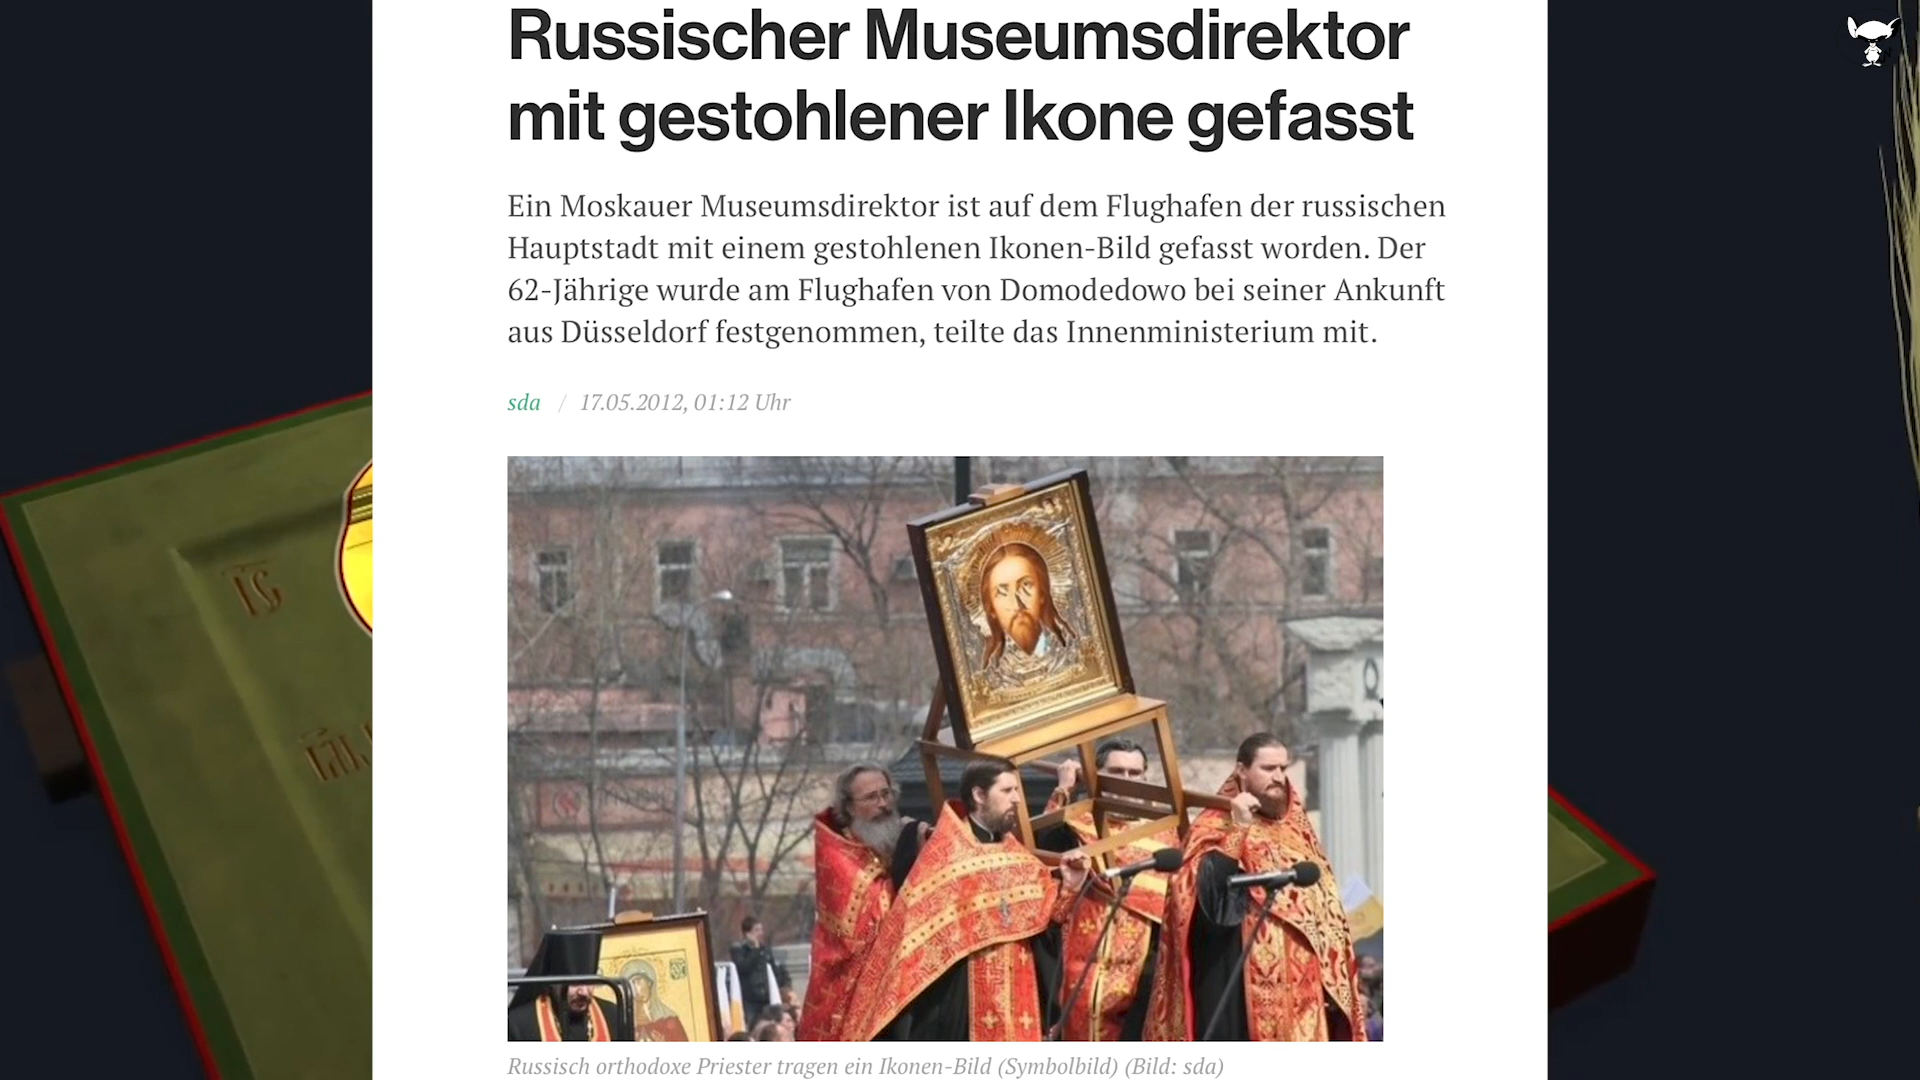 Russischer Museumsdirektor
mit gestohlener Ikone gefasst
Ein Moskauer Museumsdirektor ist auf dem Flughafen der russischen
Hauptstadt mit einem gestohlenen Ikonen-Bild gefasst worden. Der
62-Jährige wurde am Flughafen von Domodedowo bei seiner Ankunft
aus Düsseldorf festgenommen, teilte das Innenministerium mit.
sda / 17.05.2012, 01:12 Uhr
Russisch orthodoxe Priester tragen ein Ikonen-Bild (Symbolbild) (Bild: sda)